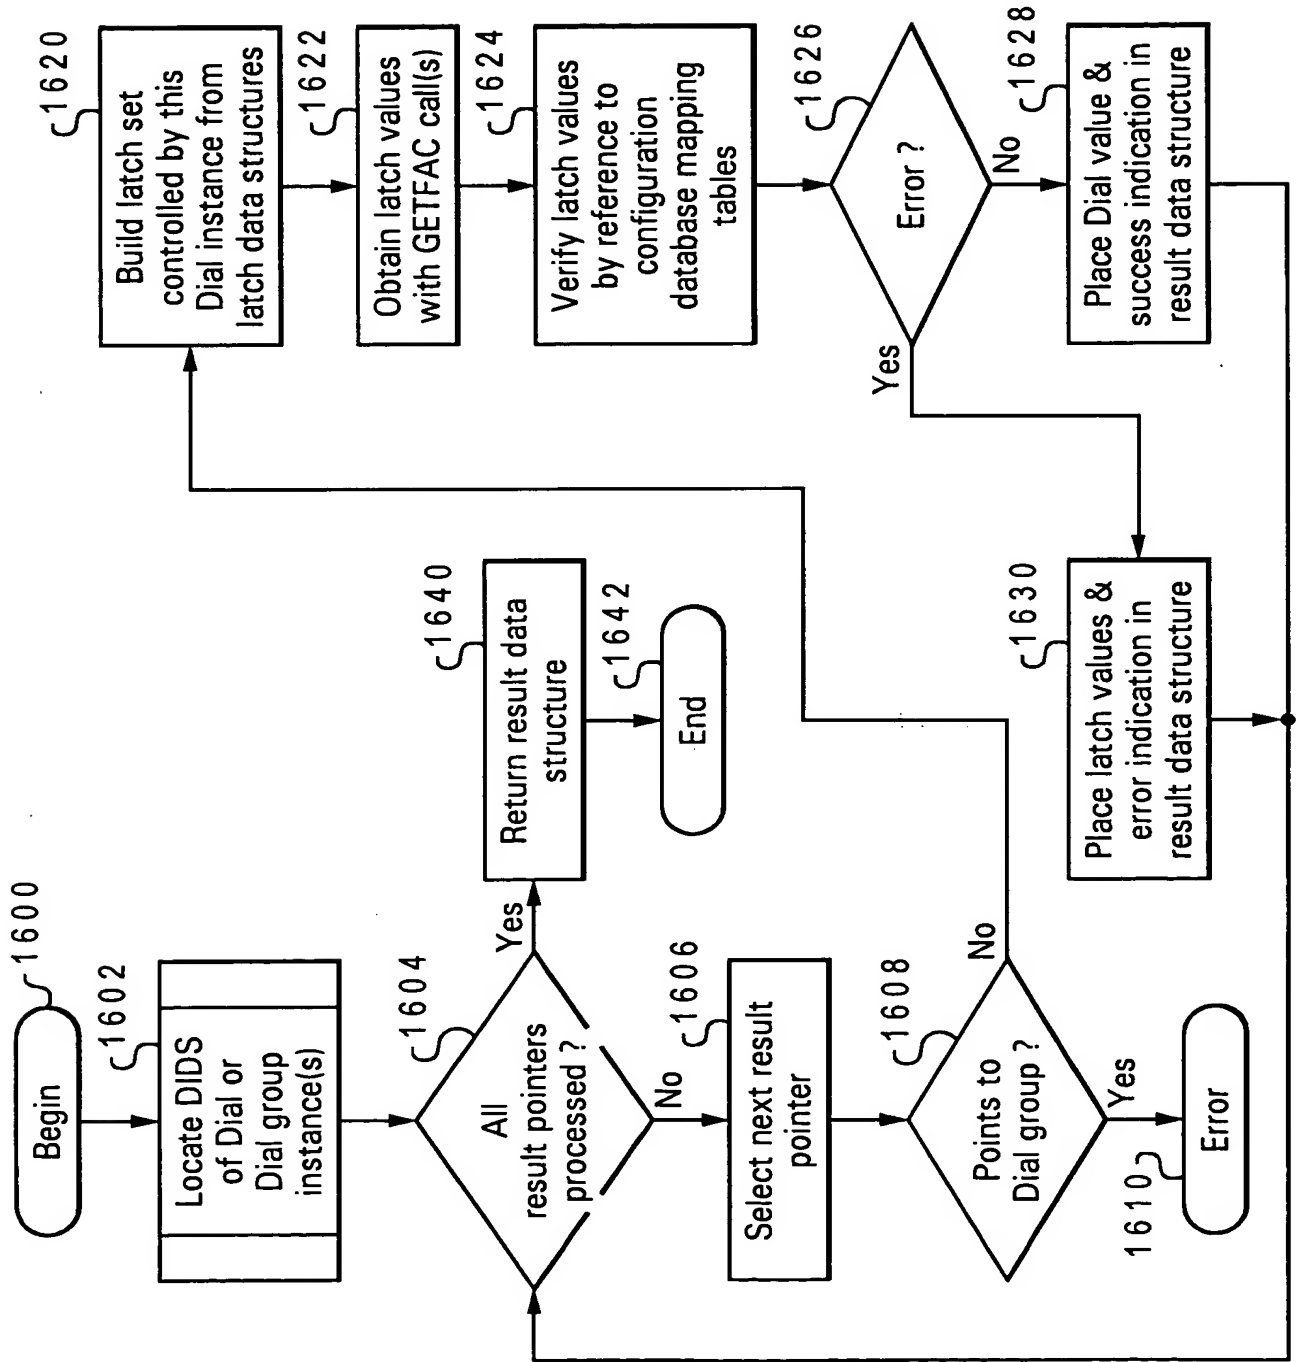 Begin
1600
Locate DIDS
of Dial or
Dial group
instance(s)
1602
All
result pointers
processed ?
1604
Yes
No
Return result data
structure
1640
End
1642
Select next result
pointer
1606
Points to
Dial group ?
1608
No
Yes
Error
1610
Build latch set
controlled by this
Dial instance from
latch data structures
1620
Obtain latch values
with GETFAC call(s)
1622
Verify latch values
by reference to
configuration
database mapping
tables
1624
Error ?
1626
Yes
No
Place Dial value &
success indication in
result data structure
1628
Place latch values &
error indication in
result data structure
1630